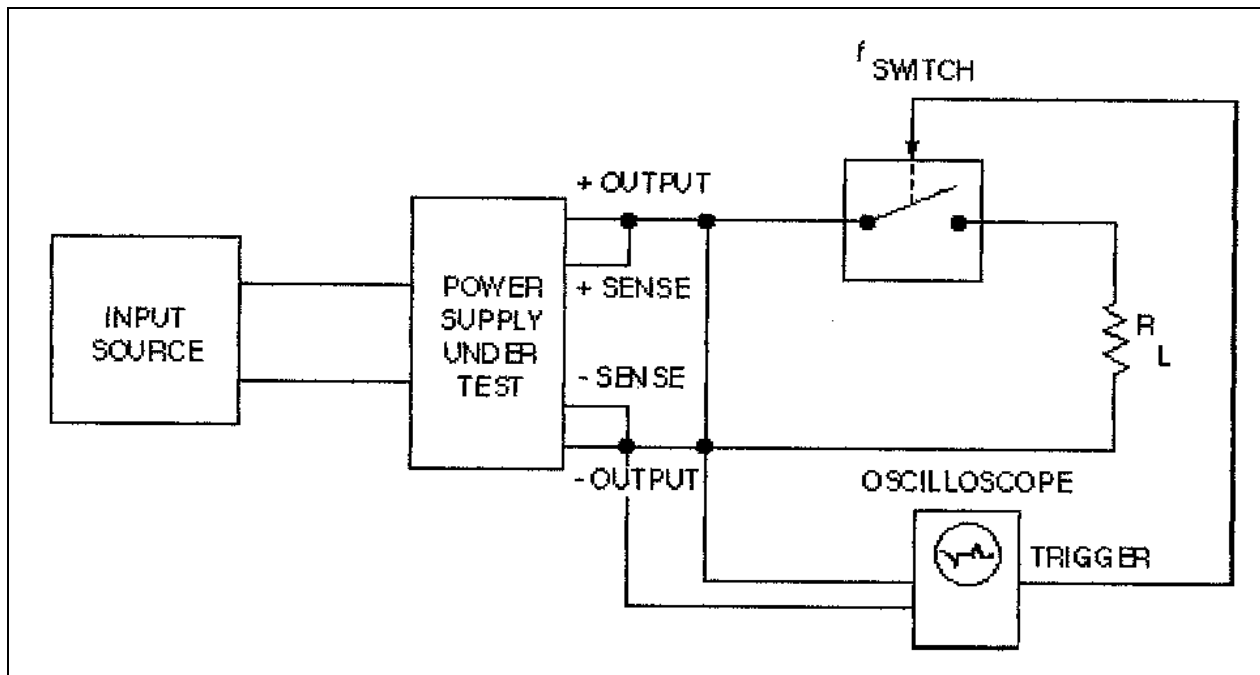 f SWITCH
+ OUTPUT
+ SENSE
INPUT
SOURCE
POWER
SUPPLY
UNDER
TEST
- SENSE
- OUTPUT
R L
OSCILLOSCOPE
TRIGGER